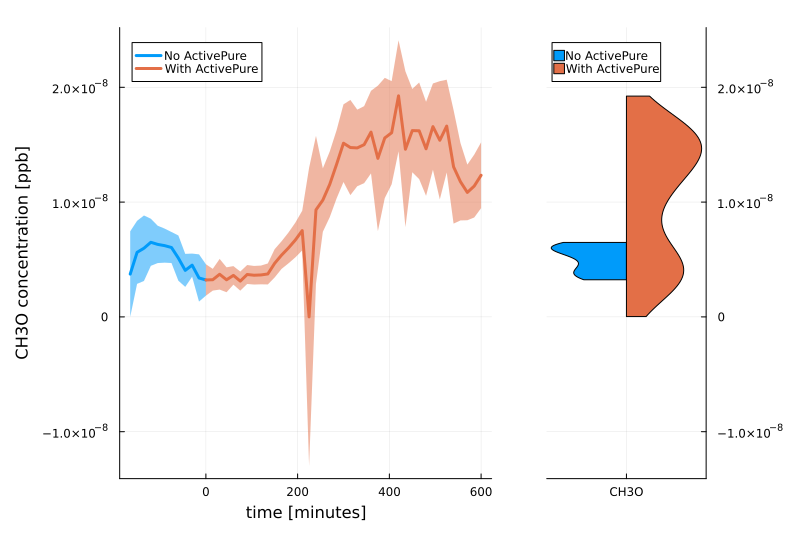 No ActivePure
With ActivePure
2.0×10⁻⁸
1.0×10⁻⁸
0
−1.0×10⁻⁸
CH3O concentration [ppb]
0 200 400 600
time [minutes]
No ActivePure
With ActivePure
2.0×10⁻⁸
1.0×10⁻⁸
0
−1.0×10⁻⁸
CH3O